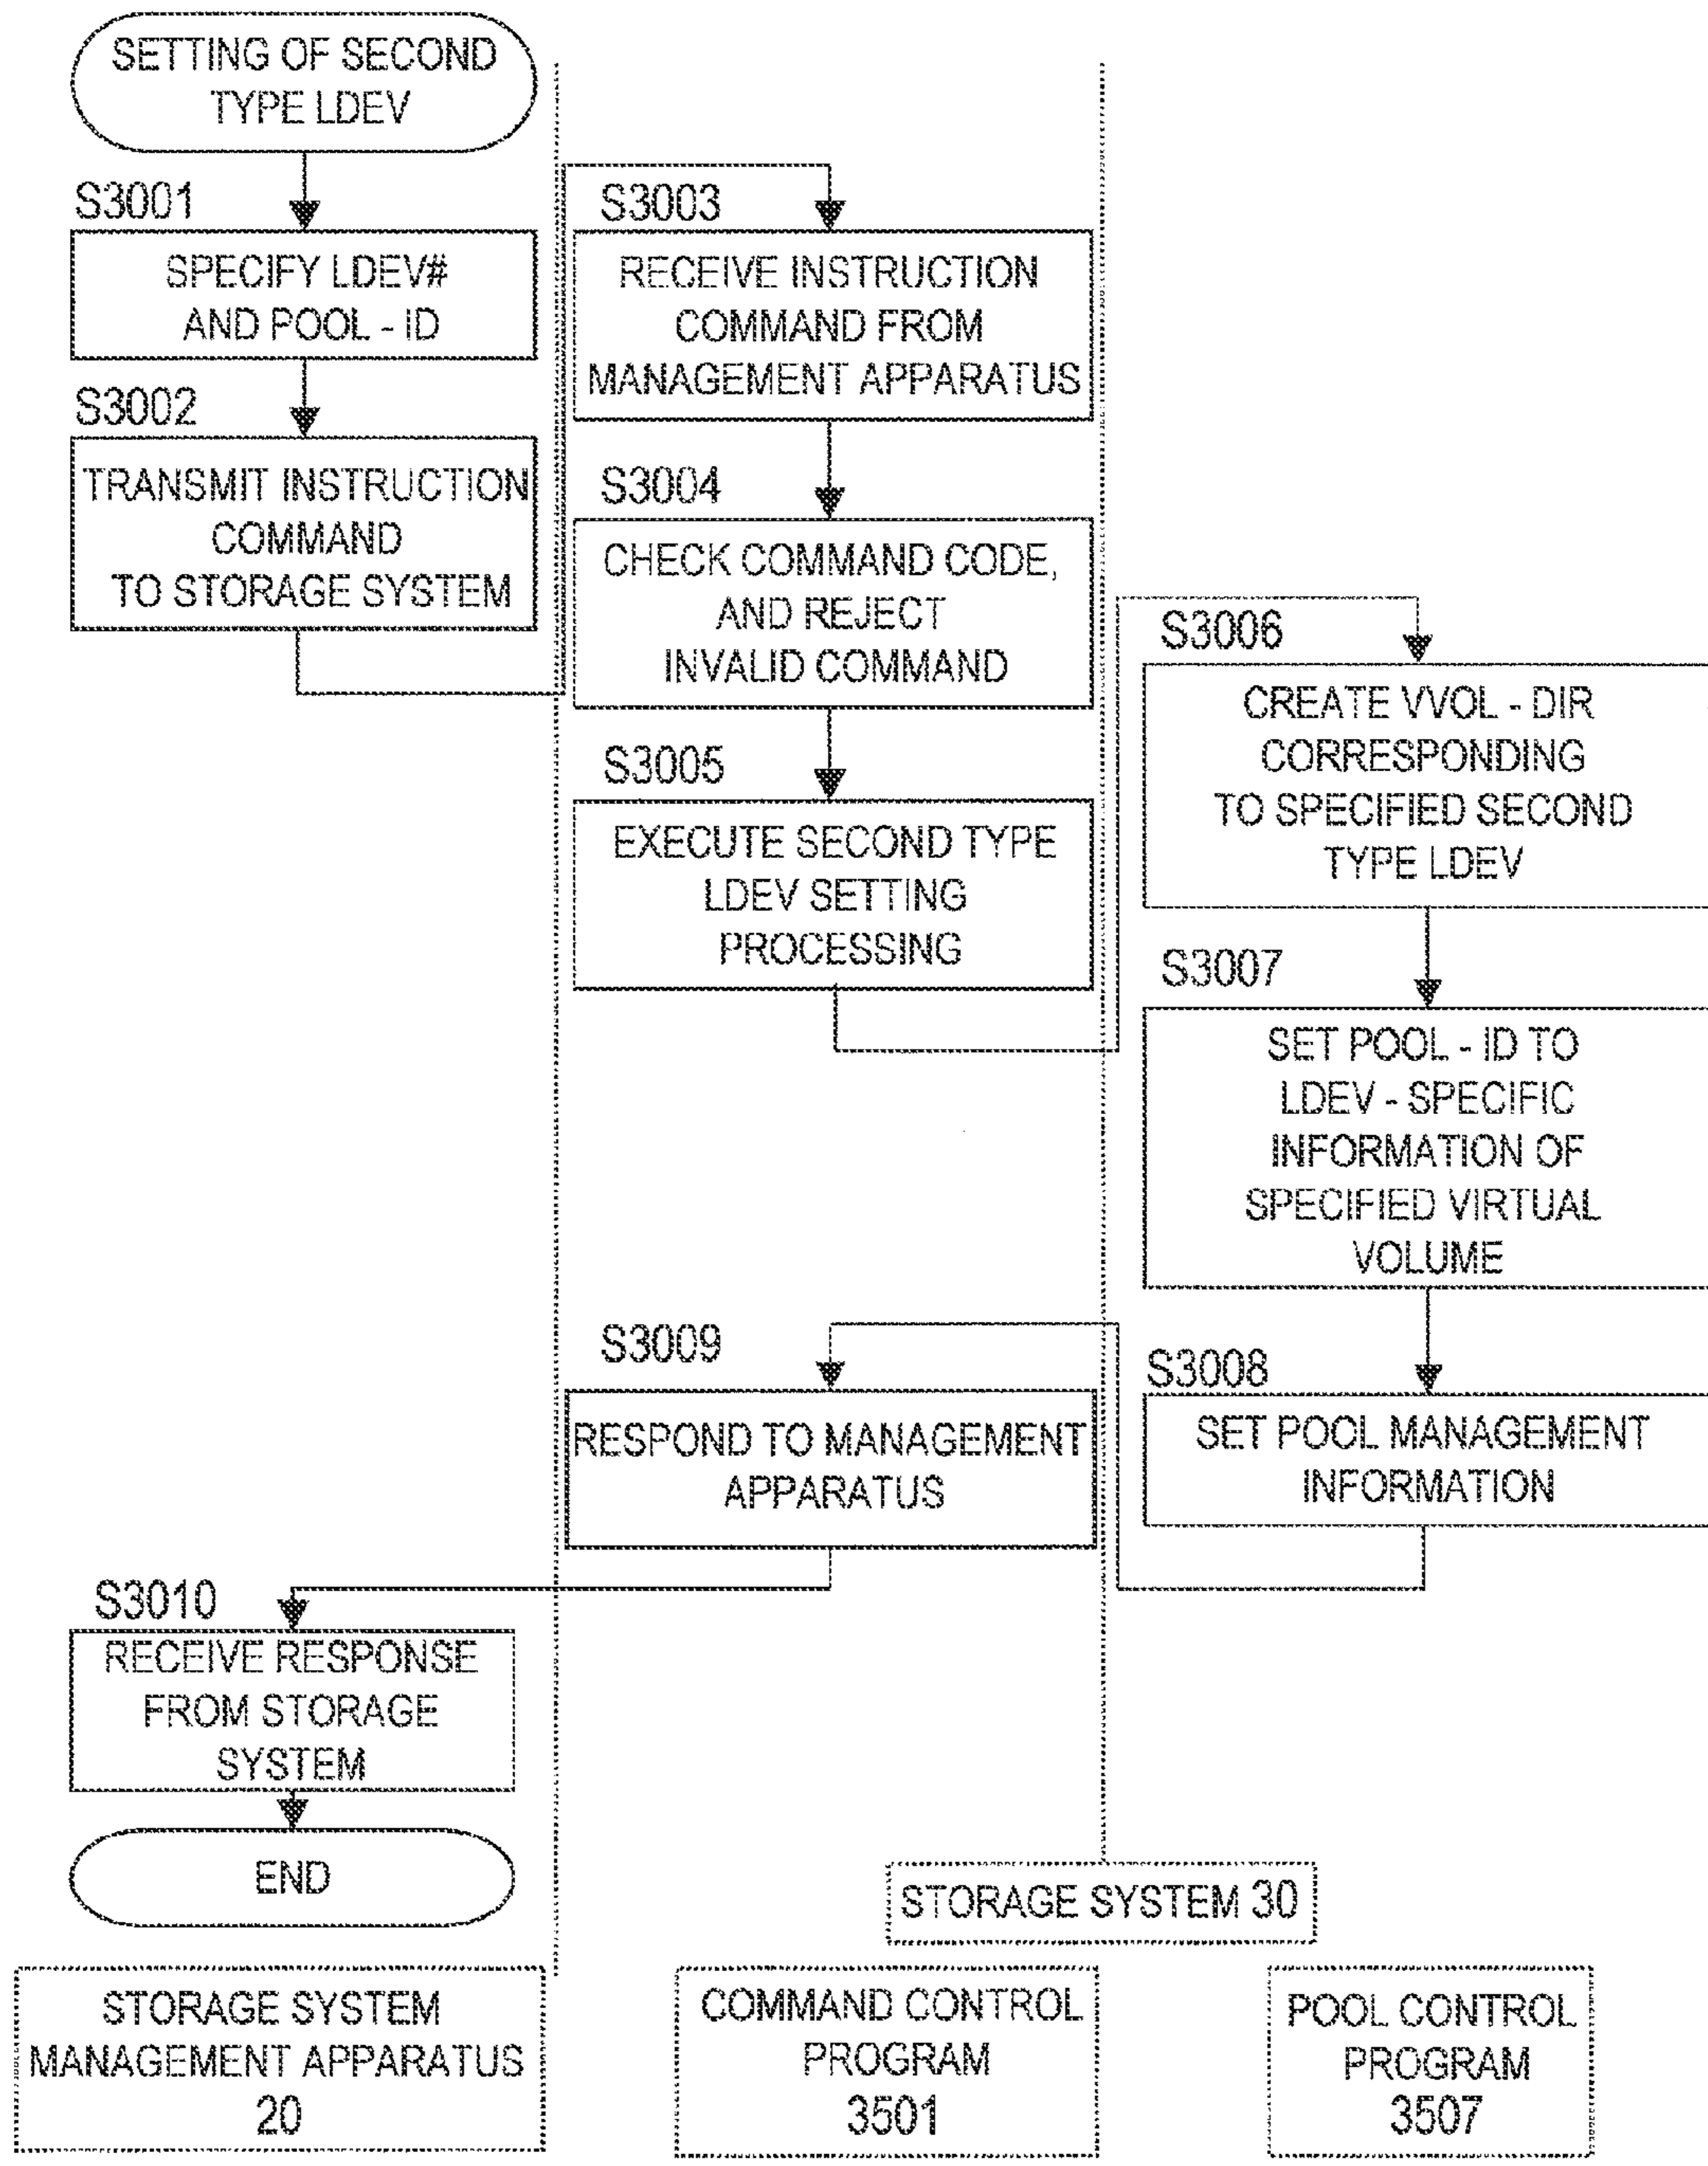 SETTING OF SECOND
TYPE LDEV
S3001
SPECIFY LDEV#
AND POOL - ID
S3002
TRANSMIT INSTRUCTION
COMMAND
TO STORAGE SYSTEM
S3003
RECEIVE INSTRUCTION
COMMAND FROM
MANAGEMENT APPARATUS
S3004
CHECK COMMAND CODE,
AND REJECT
INVALID COMMAND
S3005
EXECUTE SECOND TYPE
LDEV SETTING
PROCESSING
S3006
CREATE VVOL - DIR
CORRESPONDING
TO SPECIFIED SECOND
TYPE LDEV
S3007
SET POOL - ID TO
LDEV - SPECIFIC
INFORMATION OF
SPECIFIED VIRTUAL
VOLUME
S3008
SET POOL MANAGEMENT
INFORMATION
S3009
RESPOND TO MANAGEMENT
APPARATUS
S3010
RECEIVE RESPONSE
FROM STORAGE
SYSTEM
END
STORAGE SYSTEM 30
STORAGE SYSTEM
MANAGEMENT APPARATUS
20
COMMAND CONTROL
PROGRAM
3501
POOL CONTROL
PROGRAM
3507